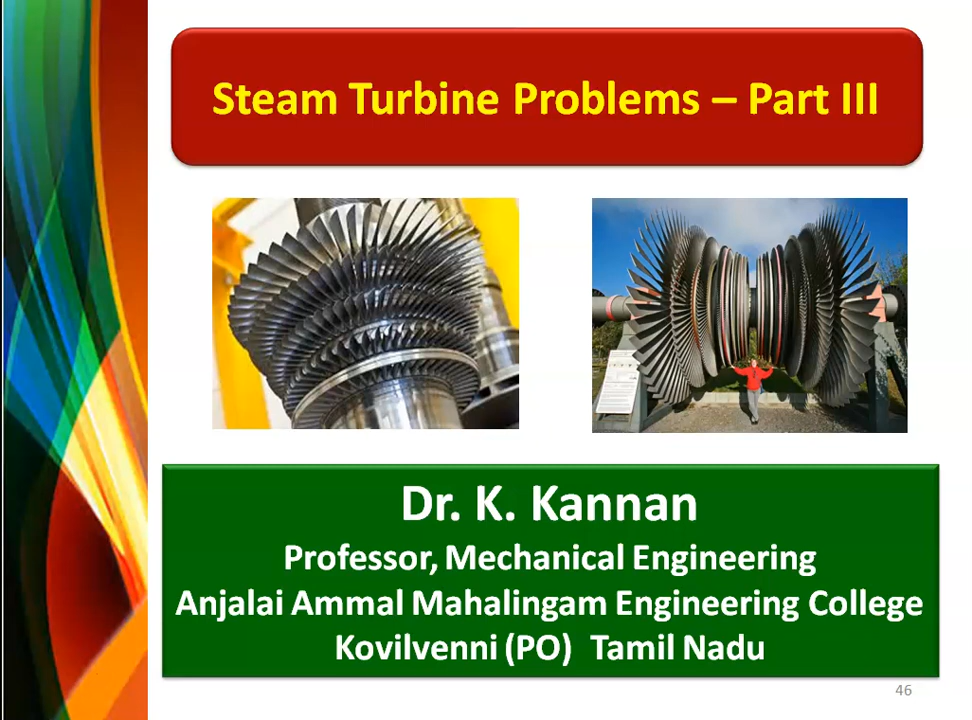 Steam Turbine Problems – Part III
Dr. K. Kannan
Professor, Mechanical Engineering
Anjalai Ammal Mahalingam Engineering College
Kovilvenni (PO) Tamil Nadu
46